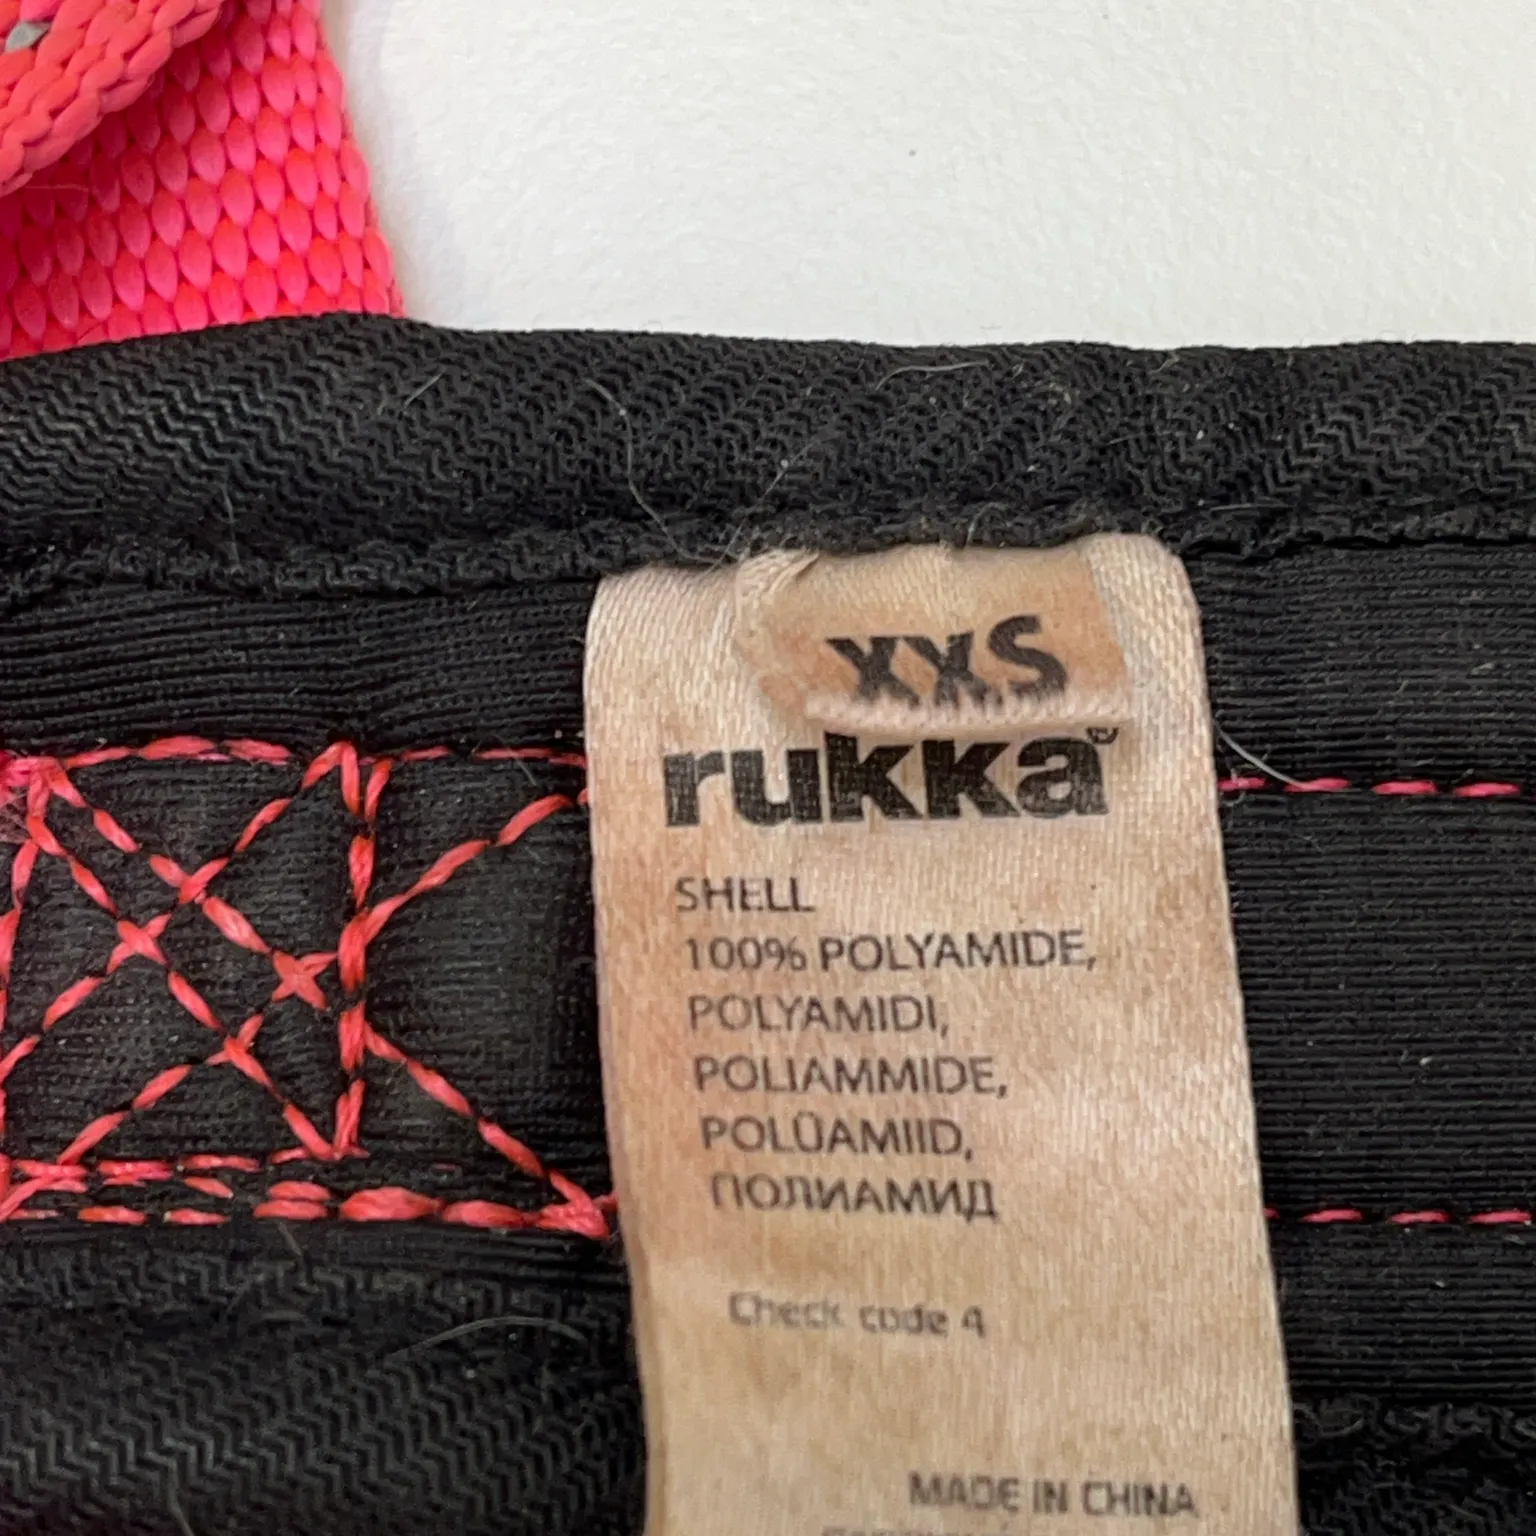 XXS
rukka®
SHELL
100% POLYAMIDE,
POLYAMIDI,
POLIAMMIDE,
POLÜAMIID,
ПОЛИАМИД
Check code 4
MADE IN CHINA